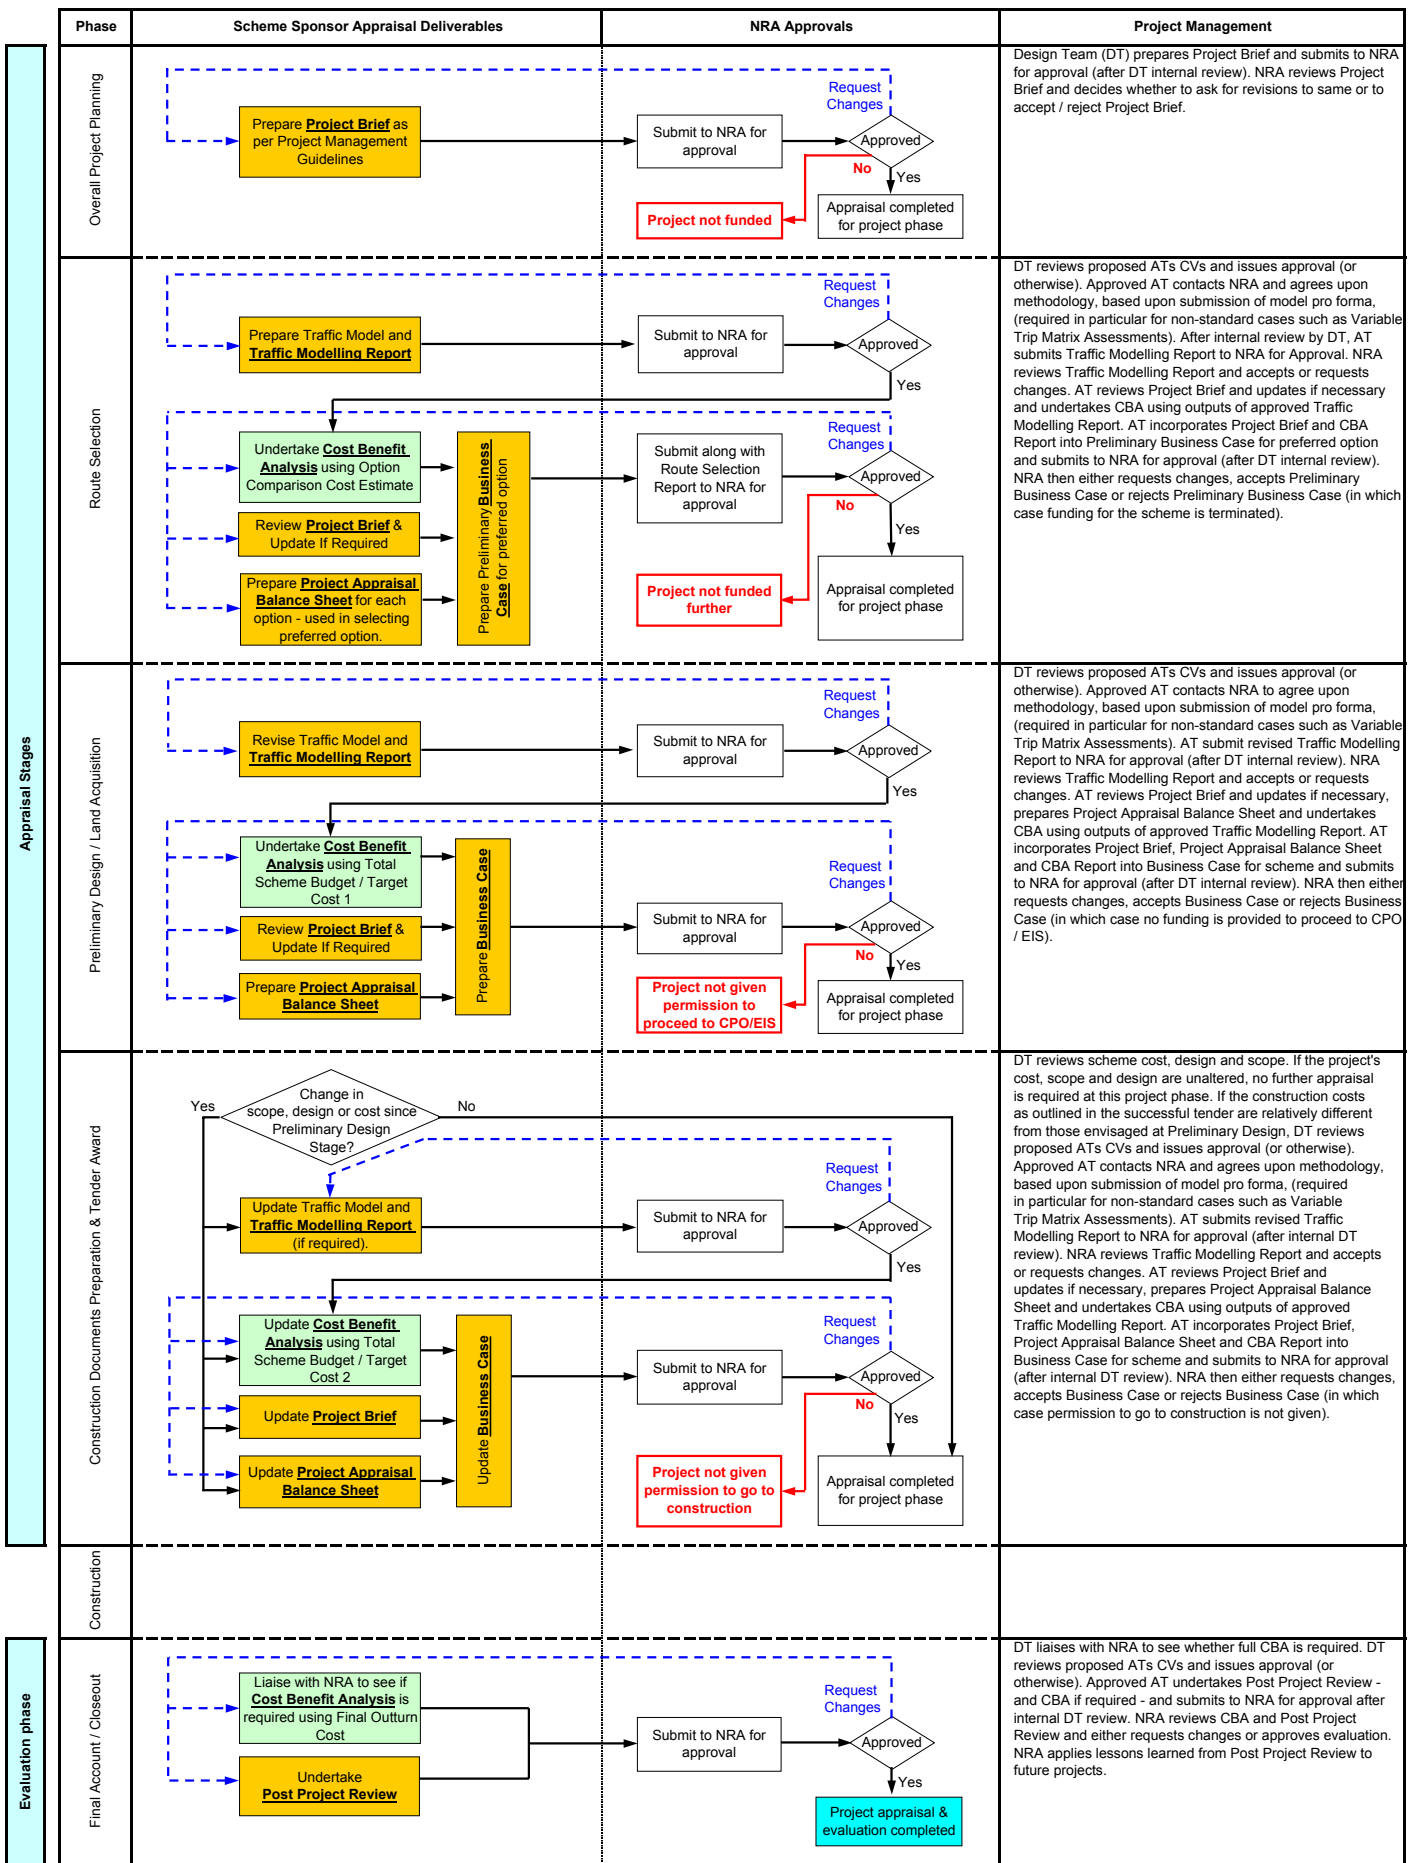 Phase
Scheme Sponsor Appraisal Deliverables
NRA Approvals
Project Management
Appraisal Stages
Overall Project Planning
Prepare Project Brief as
per Project Management
Guidelines
Submit to NRA for
approval
Request
Changes
Approved
No
Yes
Project not funded
Appraisal completed
for project phase
Design Team (DT) prepares Project Brief and submits to NRA
for approval (after DT internal review). NRA reviews Project
Brief and decides whether to ask for revisions to same or to
accept / reject Project Brief.
Route Selection
Prepare Traffic Model and
Traffic Modelling Report
Submit to NRA for
approval
Request
Changes
Approved
Yes
Undertake Cost Benefit
Analysis using Option
Comparison Cost Estimate
Review Project Brief &
Update If Required
Prepare Project Appraisal
Balance Sheet for each
option - used in selecting
preferred option.
Prepare Preliminary Business
Case for preferred option
Submit along with
Route Selection
Report to NRA for
approval
Request
Changes
Approved
No
Yes
Project not funded
further
Appraisal completed
for project phase
DT reviews proposed ATs CVs and issues approval (or
otherwise). Approved AT contacts NRA and agrees upon
methodology, based upon submission of model pro forma,
(required in particular for non-standard cases such as Variable
Trip Matrix Assessments). After internal review by DT, AT
submits Traffic Modelling Report to NRA for Approval. NRA
reviews Traffic Modelling Report and accepts or requests
changes. AT reviews Project Brief and updates if necessary
and undertakes CBA using outputs of approved Traffic
Modelling Report. AT incorporates Project Brief and CBA
Report into Preliminary Business Case for preferred option
and submits to NRA for approval (after DT internal review).
NRA then either requests changes, accepts Preliminary
Business Case or rejects Preliminary Business Case (in which
case funding for the scheme is terminated).
Preliminary Design / Land Acquisition
Revise Traffic Model and
Traffic Modelling Report
Submit to NRA for
approval
Request
Changes
Approved
Yes
Undertake Cost Benefit
Analysis using Total
Scheme Budget / Target
Cost 1
Review Project Brief &
Update If Required
Prepare Project Appraisal
Balance Sheet
Prepare Business Case
Submit to NRA for
approval
Request
Changes
Approved
No
Yes
Project not given
permission to
proceed to CPO/EIS
Appraisal completed
for project phase
DT reviews proposed ATs CVs and issues approval (or
otherwise). Approved AT contacts NRA to agree upon
methodology, based upon submission of model pro forma,
(required in particular for non-standard cases such as Variable
Trip Matrix Assessments). AT submit revised Traffic Modelling
Report to NRA for approval (after DT internal review). NRA
reviews Traffic Modelling Report and accepts or requests
changes. AT reviews Project Brief and updates if necessary,
prepares Project Appraisal Balance Sheet and undertakes
CBA using outputs of approved Traffic Modelling Report. AT
incorporates Project Brief, Project Appraisal Balance Sheet
and CBA Report into Business Case for scheme and submits
to NRA for approval (after DT internal review). NRA then either
requests changes, accepts Business Case or rejects Business
Case (in which case no funding is provided to proceed to CPO
/ EIS).
Construction Documents Preparation & Tender Award
Change in
scope, design or cost since
Preliminary Design
Stage?
Yes
No
Update Traffic Model and
Traffic Modelling Report
(if required).
Submit to NRA for
approval
Request
Changes
Approved
Yes
Update Cost Benefit
Analysis using Total
Scheme Budget / Target
Cost 2
Update Project Brief
Update Project Appraisal
Balance Sheet
Update Business Case
Submit to NRA for
approval
Request
Changes
Approved
No
Yes
Project not given
permission to go to
construction
Appraisal completed
for project phase
DT reviews scheme cost, design and scope. If the project's
cost, scope and design are unaltered, no further appraisal
is required at this project phase. If the construction costs
as outlined in the successful tender are relatively different
from those envisaged at Preliminary Design, DT reviews
proposed ATs CVs and issues approval (or otherwise).
Approved AT contacts NRA and agrees upon methodology,
based upon submission of model pro forma, (required
in particular for non-standard cases such as Variable
Trip Matrix Assessments). AT submits revised Traffic
Modelling Report to NRA for approval (after internal DT
review). NRA reviews Traffic Modelling Report and accepts
or requests changes. AT reviews Project Brief and
updates if necessary, prepares Project Appraisal Balance
Sheet and undertakes CBA using outputs of approved
Traffic Modelling Report. AT incorporates Project Brief,
Project Appraisal Balance Sheet and CBA Report into
Business Case for scheme and submits to NRA for approval
(after internal DT review). NRA then either requests changes,
accepts Business Case or rejects Business Case (in which
case permission to go to construction is not given).
Construction
Evaluation phase
Final Account / Closeout
Liaise with NRA to see if
Cost Benefit Analysis is
required using Final Outturn
Cost
Undertake
Post Project Review
Submit to NRA for
approval
Request
Changes
Approved
Yes
Project appraisal &
evaluation completed
DT liaises with NRA to see whether full CBA is required. DT
reviews proposed ATs CVs and issues approval (or
otherwise). Approved AT undertakes Post Project Review -
and CBA if required - and submits to NRA for approval after
internal DT review. NRA reviews CBA and Post Project
Review and either requests changes or approves evaluation.
NRA applies lessons learned from Post Project Review to
future projects.